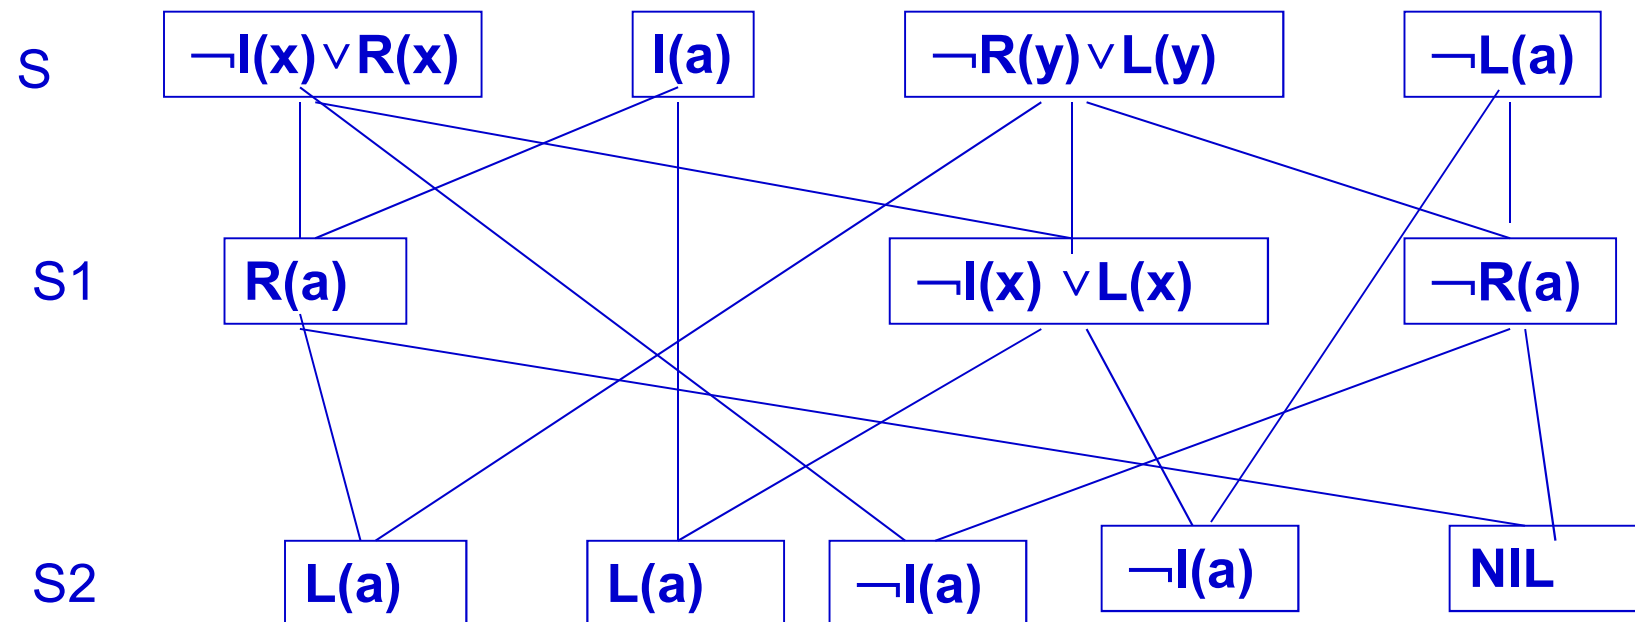 S ¬I(x)∨R(x) I(a) ¬R(y)∨L(y) ¬L(a)
S1 R(a) ¬I(x) ∨L(x) ¬R(a)
S2 L(a) L(a) ¬I(a) ¬I(a) NIL